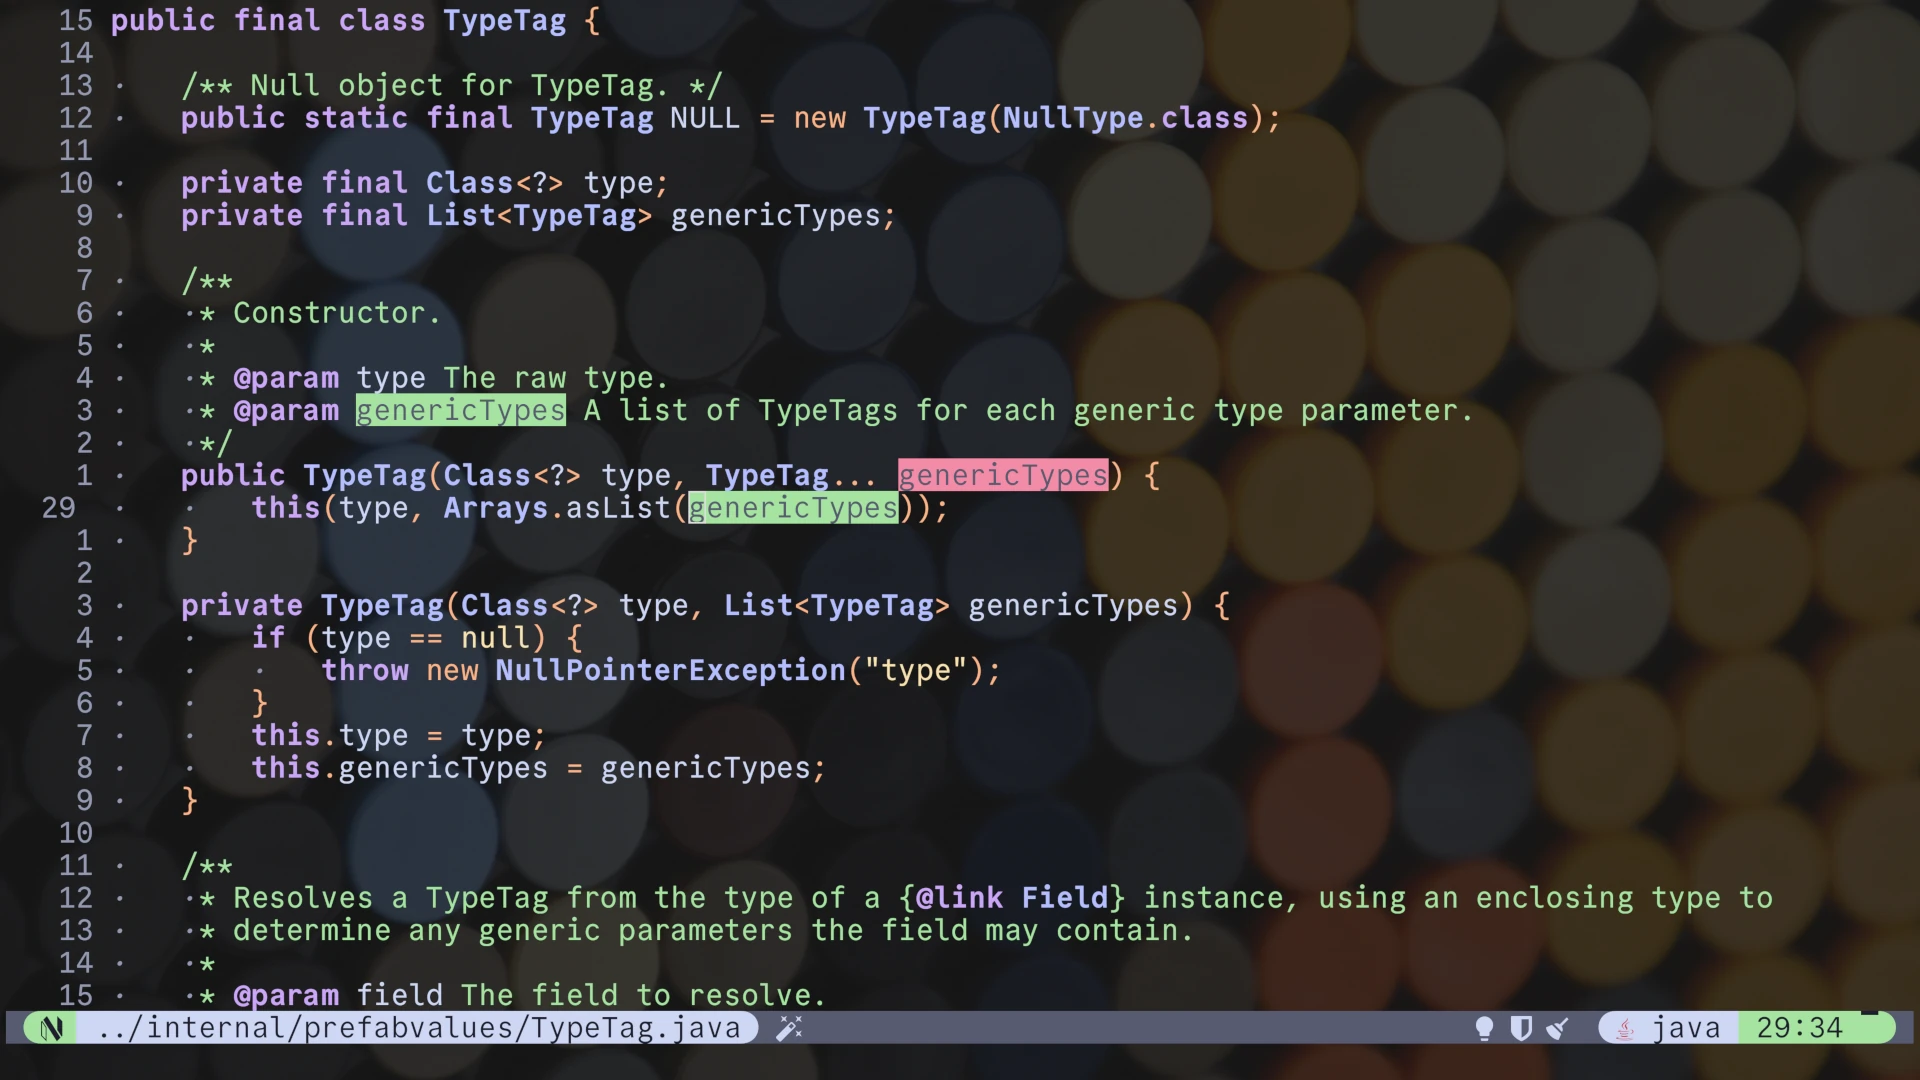 15 public final class TypeTag {
14
13 · /** Null object for TypeTag. */
12 · public static final TypeTag NULL = new TypeTag(NullType.class);
11
10 · private final Class<?> type;
9 · private final List<TypeTag> genericTypes;
8
7 · /**
6 · ·* Constructor.
5 · ·*
4 · ·* @param type The raw type.
3 · ·* @param genericTypes A list of TypeTags for each generic type parameter.
2 · ·*/
1 · public TypeTag(Class<?> type, TypeTag... genericTypes) {
29 · · this(type, Arrays.asList(genericTypes));
1 · }
2
3 · private TypeTag(Class<?> type, List<TypeTag> genericTypes) {
4 · · if (type == null) {
5 · · · throw new NullPointerException("type");
6 · · }
7 · · this.type = type;
8 · · this.genericTypes = genericTypes;
9 · }
10
11 · /**
12 · ·* Resolves a TypeTag from the type of a {@link Field} instance, using an enclosing type to
13 · ·* determine any generic parameters the field may contain.
14 · ·*
15 · ·* @param field The field to resolve.
../internal/prefabvalues/TypeTag.java java 29:34